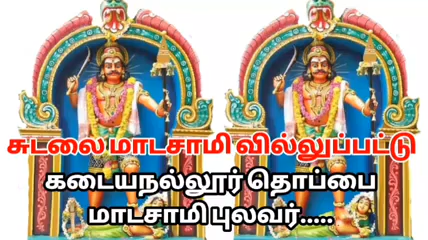 சுடலை மாடசாமி வில்லுப்பட்டு
கடையநல்லூர் தொப்பை
மாடசாமி புலவர்.....